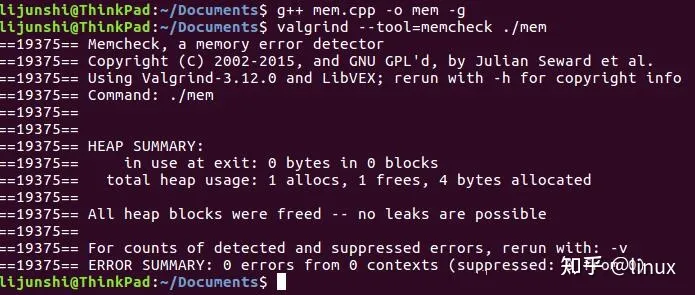 lijunshi@ThinkPad:~/Documents$ g++ mem.cpp -o mem -g
lijunshi@ThinkPad:~/Documents$ valgrind --tool=memcheck ./mem
==19375== Memcheck, a memory error detector
==19375== Copyright (C) 2002-2015, and GNU GPL'd, by Julian Seward et al.
==19375== Using Valgrind-3.12.0 and LibVEX; rerun with -h for copyright info
==19375== Command: ./mem
==19375==
==19375==
==19375== HEAP SUMMARY:
==19375==     in use at exit: 0 bytes in 0 blocks
==19375==   total heap usage: 1 allocs, 1 frees, 4 bytes allocated
==19375==
==19375== All heap blocks were freed -- no leaks are possible
==19375==
==19375== For counts of detected and suppressed errors, rerun with: -v
==19375== ERROR SUMMARY: 0 errors from 0 contexts (suppressed:
知乎 @linux
lijunshi@ThinkPad:~/Documents$